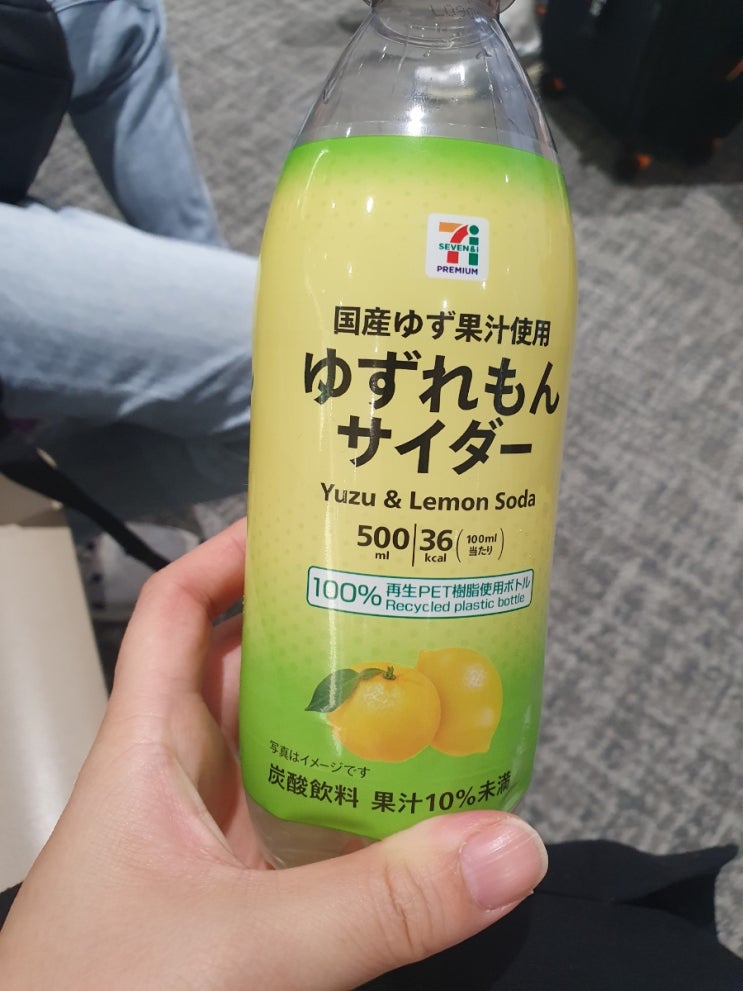 SEVEN&i
PREMIUM
国産ゆず果汁使用
ゆずれもん
サイダー
Yuzu & Lemon Soda
500 ml 36 kcal (100ml 当たり)
100% 再生PET樹脂使用ボトル
Recycled plastic bottle
写真はイメージです
炭酸飲料 果汁10%未満